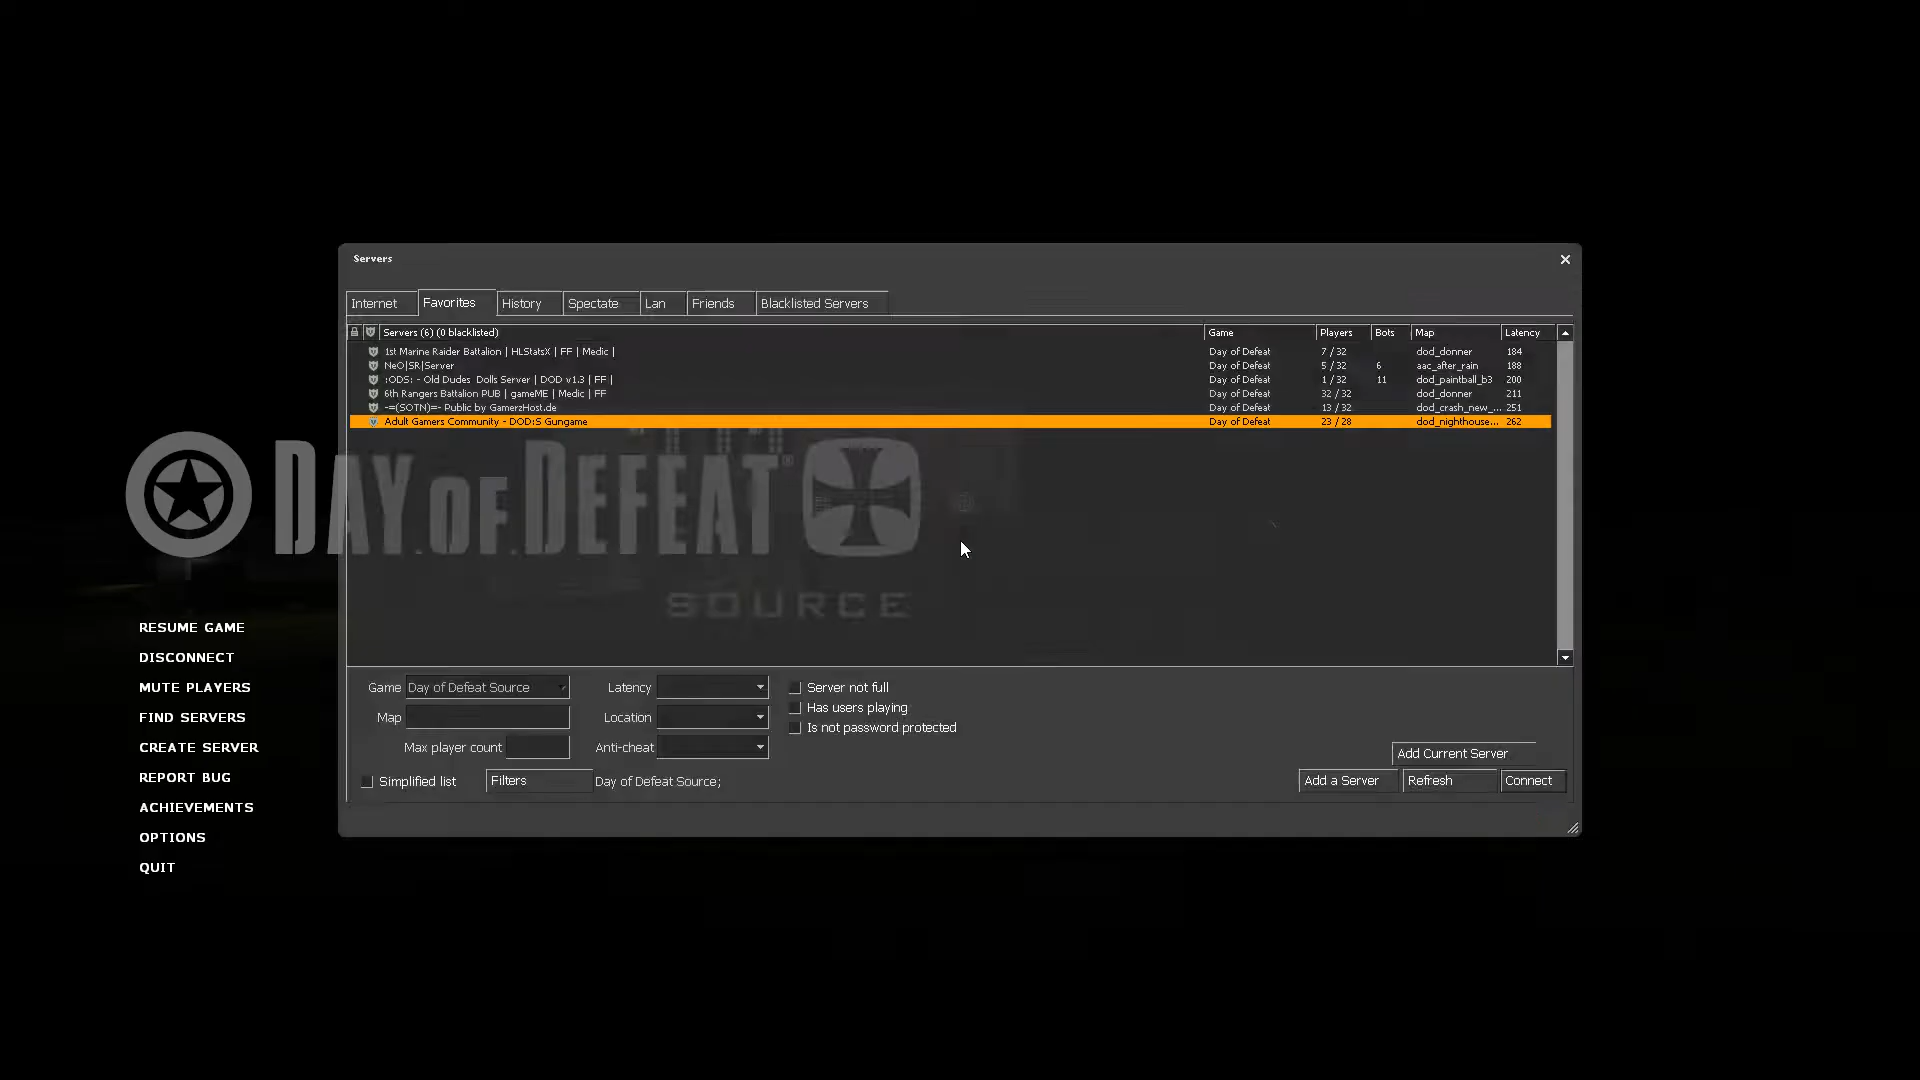 Servers
Internet Favorites History Spectate Lan Friends Blacklisted Servers
Servers (6) (0 blacklisted) Game Players Bots Map Latency
1st Marine Raider Battalion | HLStatsX | FF | Medic | Day of Defeat 7 / 32 dod_donner 184
NeO|SR|Server Day of Defeat 5 / 32 6 aac_after_rain 188
:ODS: - Old Dudes Dolls Server | DOD v1.3 | FF | Day of Defeat 1 / 32 11 dod_paintball_b3 200
6th Rangers Battalion PUB | gameME | Medic | FF Day of Defeat 32 / 32 dod_donner 211
-=(SOTN)=- Public by GamerzHost.de Day of Defeat 13 / 32 dod_crash_new_... 251
Adult Gamers Community - DOD:S Gungame Day of Defeat 23 / 28 dod_nighthouse... 262
DAY OF DEFEAT
SOURCE
RESUME GAME
DISCONNECT
MUTE PLAYERS
FIND SERVERS
CREATE SERVER
REPORT BUG
ACHIEVEMENTS
OPTIONS
QUIT
Game Day of Defeat Source Latency Server not full
Map Location Has users playing
Is not password protected
Max player count Anti-cheat
Add Current Server
Simplified list Filters Day of Defeat Source; Add a Server Refresh Connect